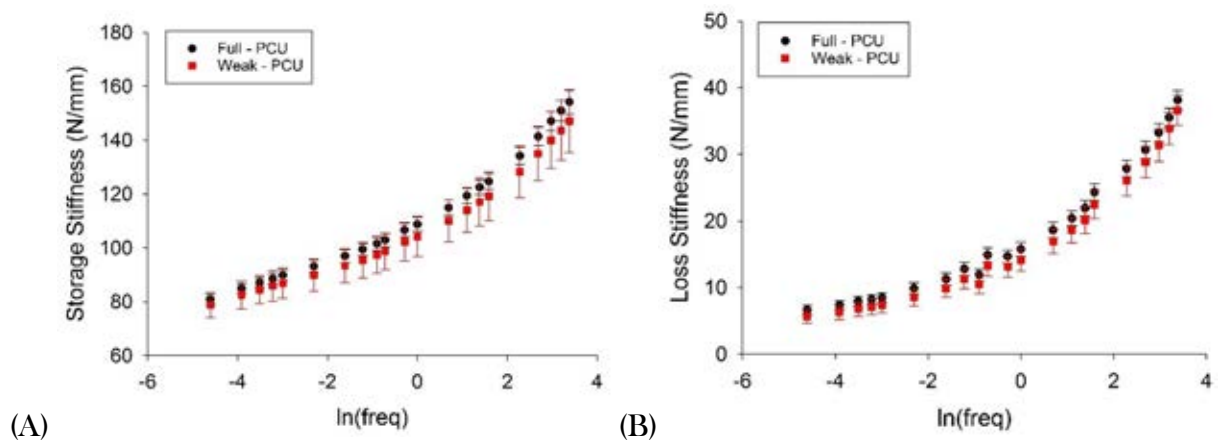 Storage Stiffness (N/mm)
160
140
120
100
80
60
Full - PCU
Weak - PCU
-6 -4 -2 0 2 4
ln(freq)
(A)
Loss Stiffness (N/mm)
50
40
30
20
10
0
Full - PCU
Weak - PCU
-6 -4 -2 0 2 4
ln(freq)
(B)